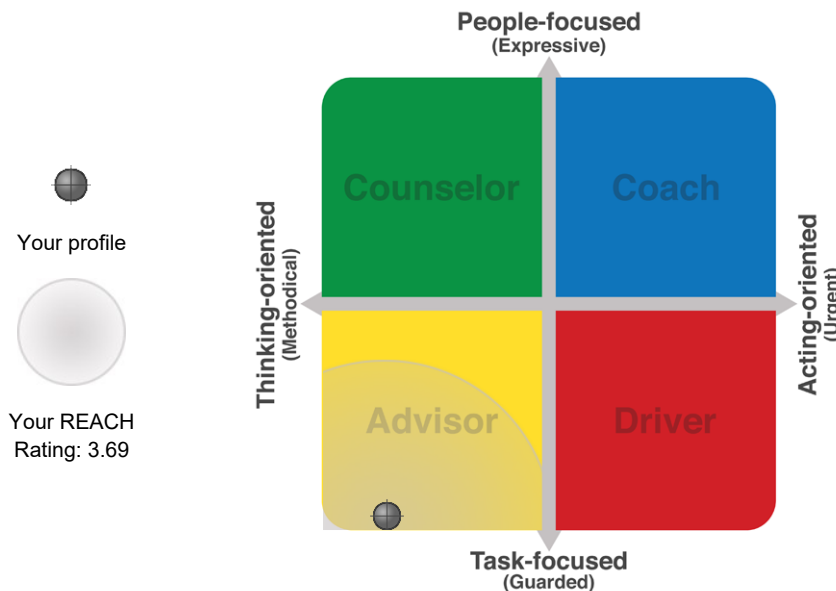 People-focused
(Expressive)
Counselor
Coach
Your profile
Thinking-oriented
(Methodical)
Acting-oriented
(Urgent)
Your REACH
Rating: 3.69
Advisor
Driver
Task-focused
(Guarded)